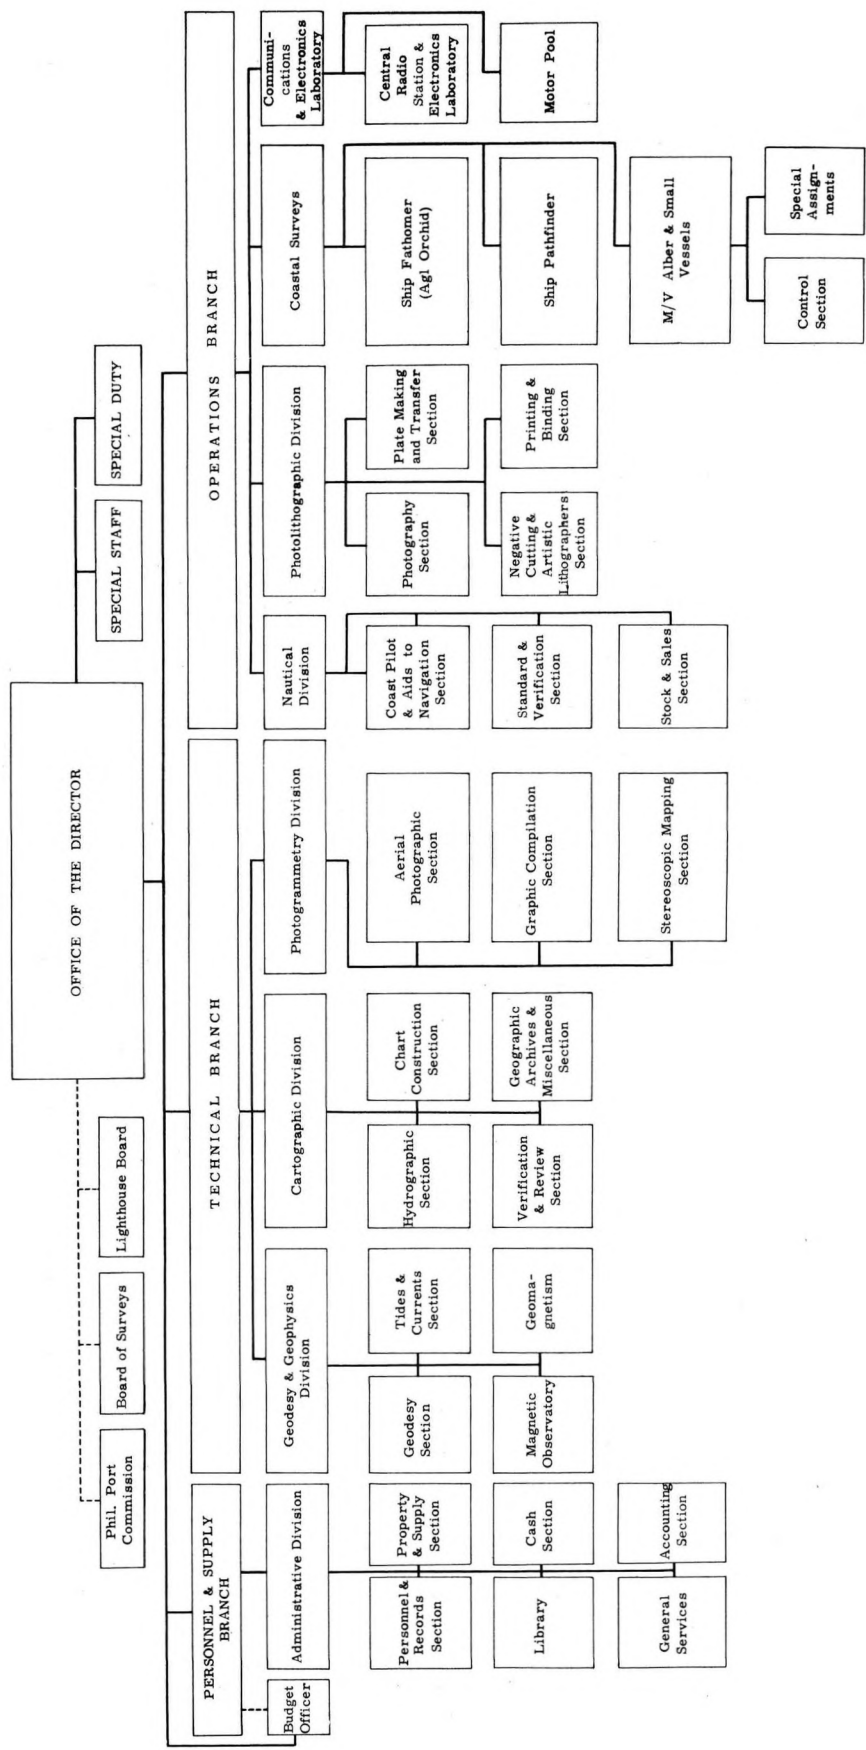 OFFICE OF THE DIRECTOR
Phil. Port
Commission
Board of Surveys
Lighthouse Board
SPECIAL STAFF
SPECIAL DUTY
PERSONNEL & SUPPLY
BRANCH
TECHNICAL BRANCH
OPERATIONS BRANCH
Budget
Officer
Administrative Division
Personnel &
Records
Section
Property
& Supply
Section
Library
Cash
Section
General
Services
Accounting
Section
Geodesy & Geophysics
Division
Geodesy
Section
Tides &
Currents
Section
Magnetic
Observatory
Geoma-
gnetism
Cartographic Division
Hydrographic
Section
Chart
Construction
Section
Verification
& Review
Section
Geographic
Archives &
Miscellaneous
Section
Photogrammetry Division
Aerial
Photographic
Section
Graphic Compilation
Section
Stereoscopic Mapping
Section
Nautical
Division
Coast Pilot
& Aids to
Navigation
Section
Standard &
Verification
Section
Stock & Sales
Section
Photolithographic Division
Photography
Section
Plate Making
and Transfer
Section
Negative
Cutting &
Artistic
Lithographers
Section
Printing &
Binding
Section
Coastal Surveys
Ship Fathomer
(Agl Orchid)
Ship Pathfinder
M/V Alber & Small
Vessels
Control
Section
Special
Assign-
ments
Communi-
cations
& Electronics
Laboratory
Central
Radio
Station &
Electronics
Laboratory
Motor Pool